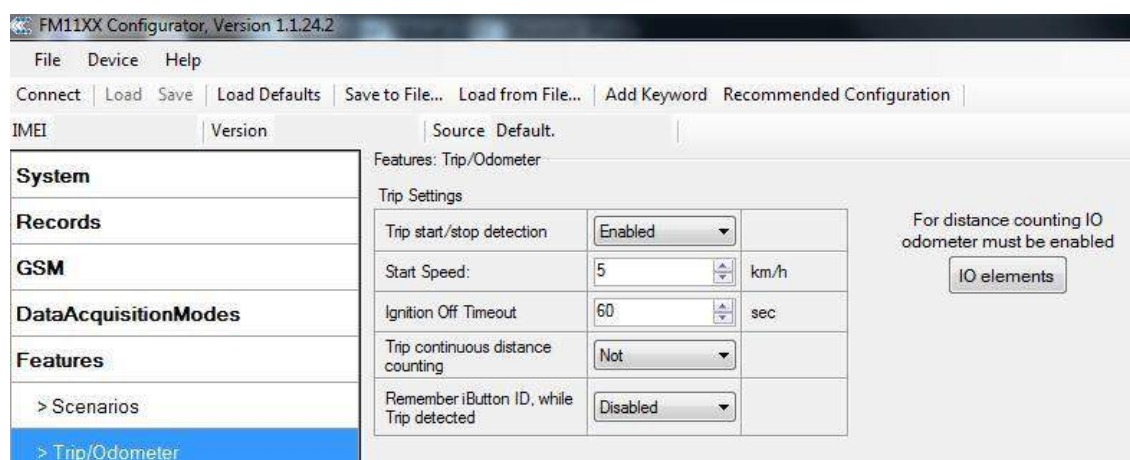 FM11XX Configurator, Version 1.1.24.2
File Device Help
Connect Load Save Load Defaults Save to File... Load from File... Add Keyword Recommended Configuration
IMEI Version Source Default.
System
Records
GSM
DataAcquisitionModes
Features
> Scenarios
> Trip/Odometer
Features: Trip/Odometer
Trip Settings
Trip start/stop detection Enabled
Start Speed: 5 km/h
Ignition Off Timeout 60 sec
Trip continuous distance
counting Not
Remember iButton ID, while
Trip detected Disabled
For distance counting IO
odometer must be enabled
IO elements